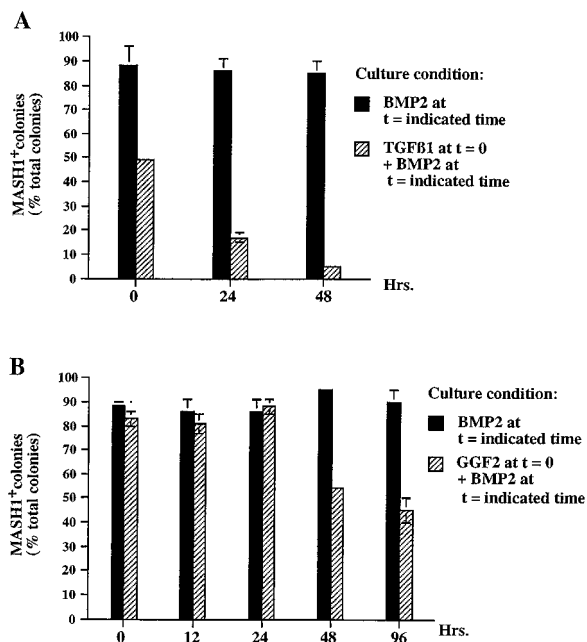 A
MASH1+colonies
(% total colonies)
100
90
80
70
60
50
40
30
20
10
0
0
24
48
Hrs.
Culture condition:
BMP2 at
t = indicated time
TGFß1 at t = 0
+ BMP2 at
t = indicated time
B
MASH1+colonies
(% total colonies)
100
90
80
70
60
50
40
30
20
10
0
0
12
24
48
96
Hrs.
Culture condition:
BMP2 at
t = indicated time
GGF2 at t = 0
+ BMP2 at
t = indicated time